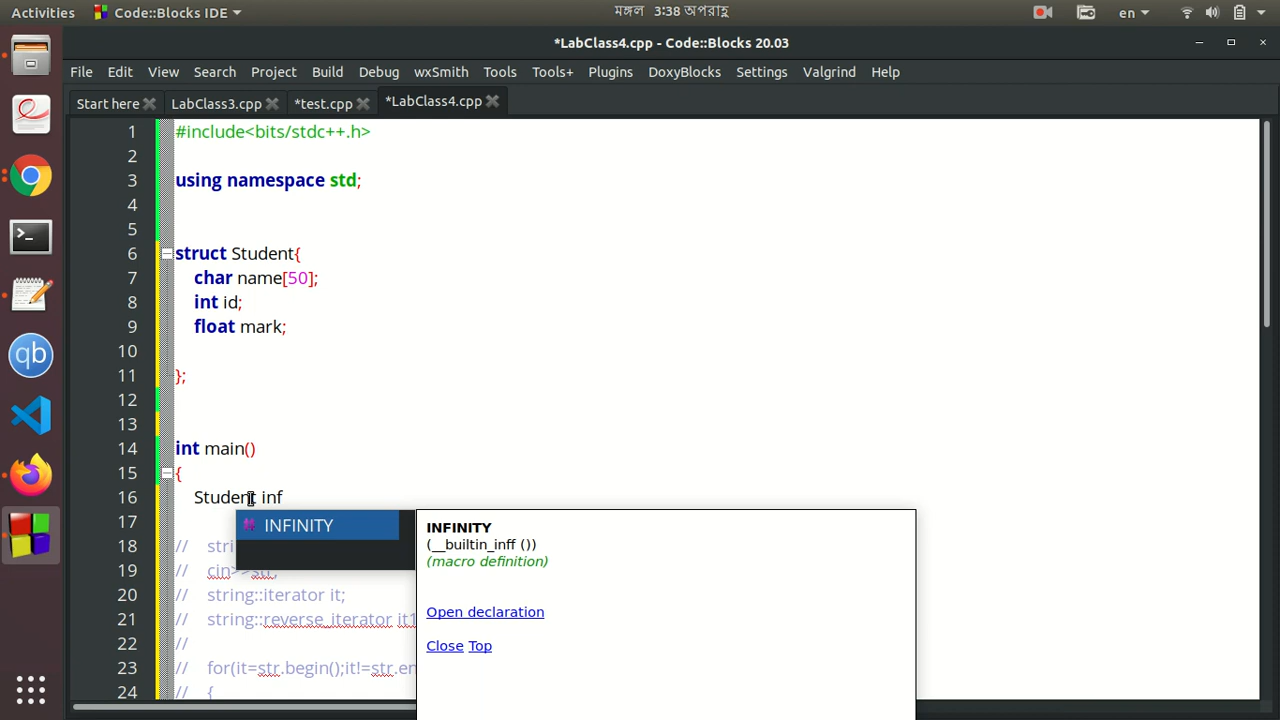 Activities Code::Blocks IDE মঙ্গল 3:38 অপরাহ্ণ en
*LabClass4.cpp - Code::Blocks 20.03
File Edit View Search Project Build Debug wxSmith Tools Tools+ Plugins DoxyBlocks Settings Valgrind Help
Start here LabClass3.cpp *test.cpp *LabClass4.cpp
1 #include<bits/stdc++.h>
2
3 using namespace std;
4
5
6 struct Student{
7 char name[50];
8 int id;
9 float mark;
10
11 };
12
13
14 int main()
15 {
16 Student inf
17
INFINITY
INFINITY
(__builtin_inff ())
(macro definition)
Open declaration
Close Top
18 // stri
19 // cin>>str;
20 // string::iterator it;
21 // string::reverse_iterator it1
22 //
23 // for(it=str.begin();it!=str.en
24 // {